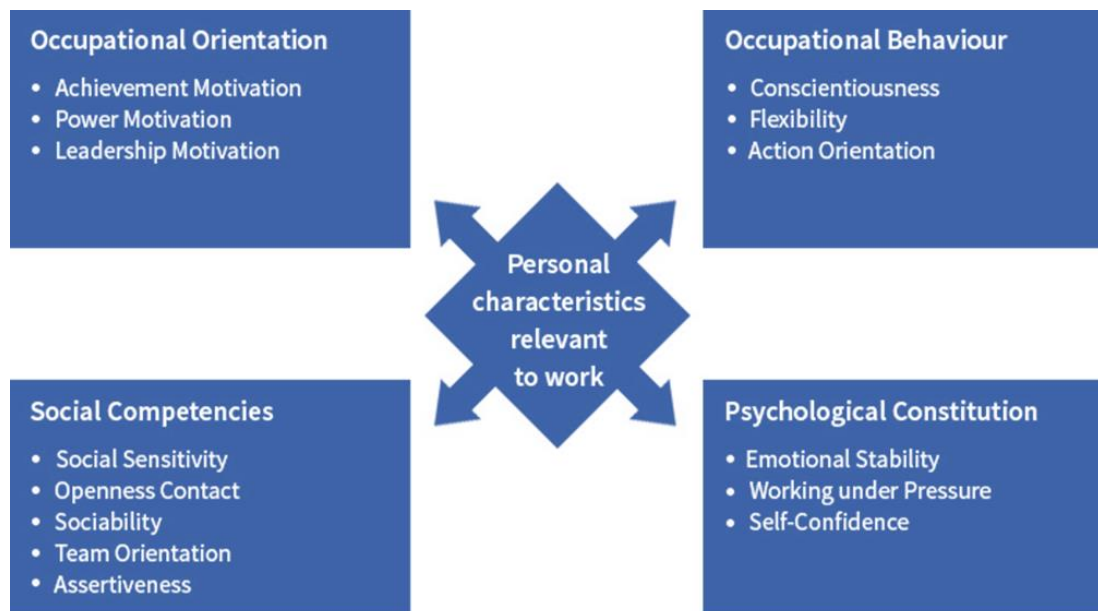 Occupational Orientation
• Achievement Motivation
• Power Motivation
• Leadership Motivation
Occupational Behaviour
• Conscientiousness
• Flexibility
• Action Orientation
Personal
characteristics
relevant
to work
Social Competencies
• Social Sensitivity
• Openness Contact
• Sociability
• Team Orientation
• Assertiveness
Psychological Constitution
• Emotional Stability
• Working under Pressure
• Self-Confidence